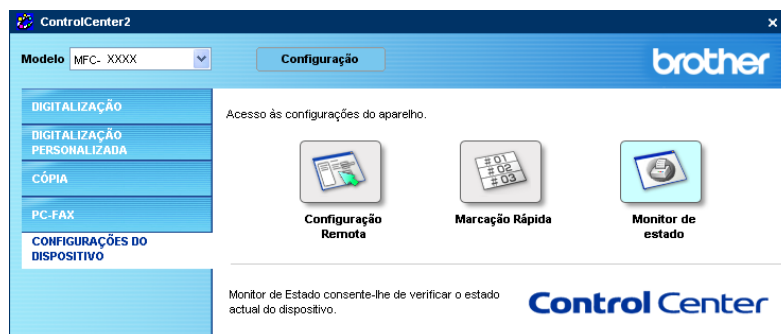 ControlCenter2
Modelo MFC- XXXX
Configuração
brother
DIGITALIZAÇÃO
DIGITALIZAÇÃO
PERSONALIZADA
CÓPIA
PC-FAX
CONFIGURAÇÕES DO
DISPOSITIVO
Acesso às configurações do aparelho.
# 01
# 02
# 03
Configuração
Remota
Marcação Rápida
Monitor de
estado
Monitor de Estado consente-lhe de verificar o estado
actual do dispositivo.
Control Center